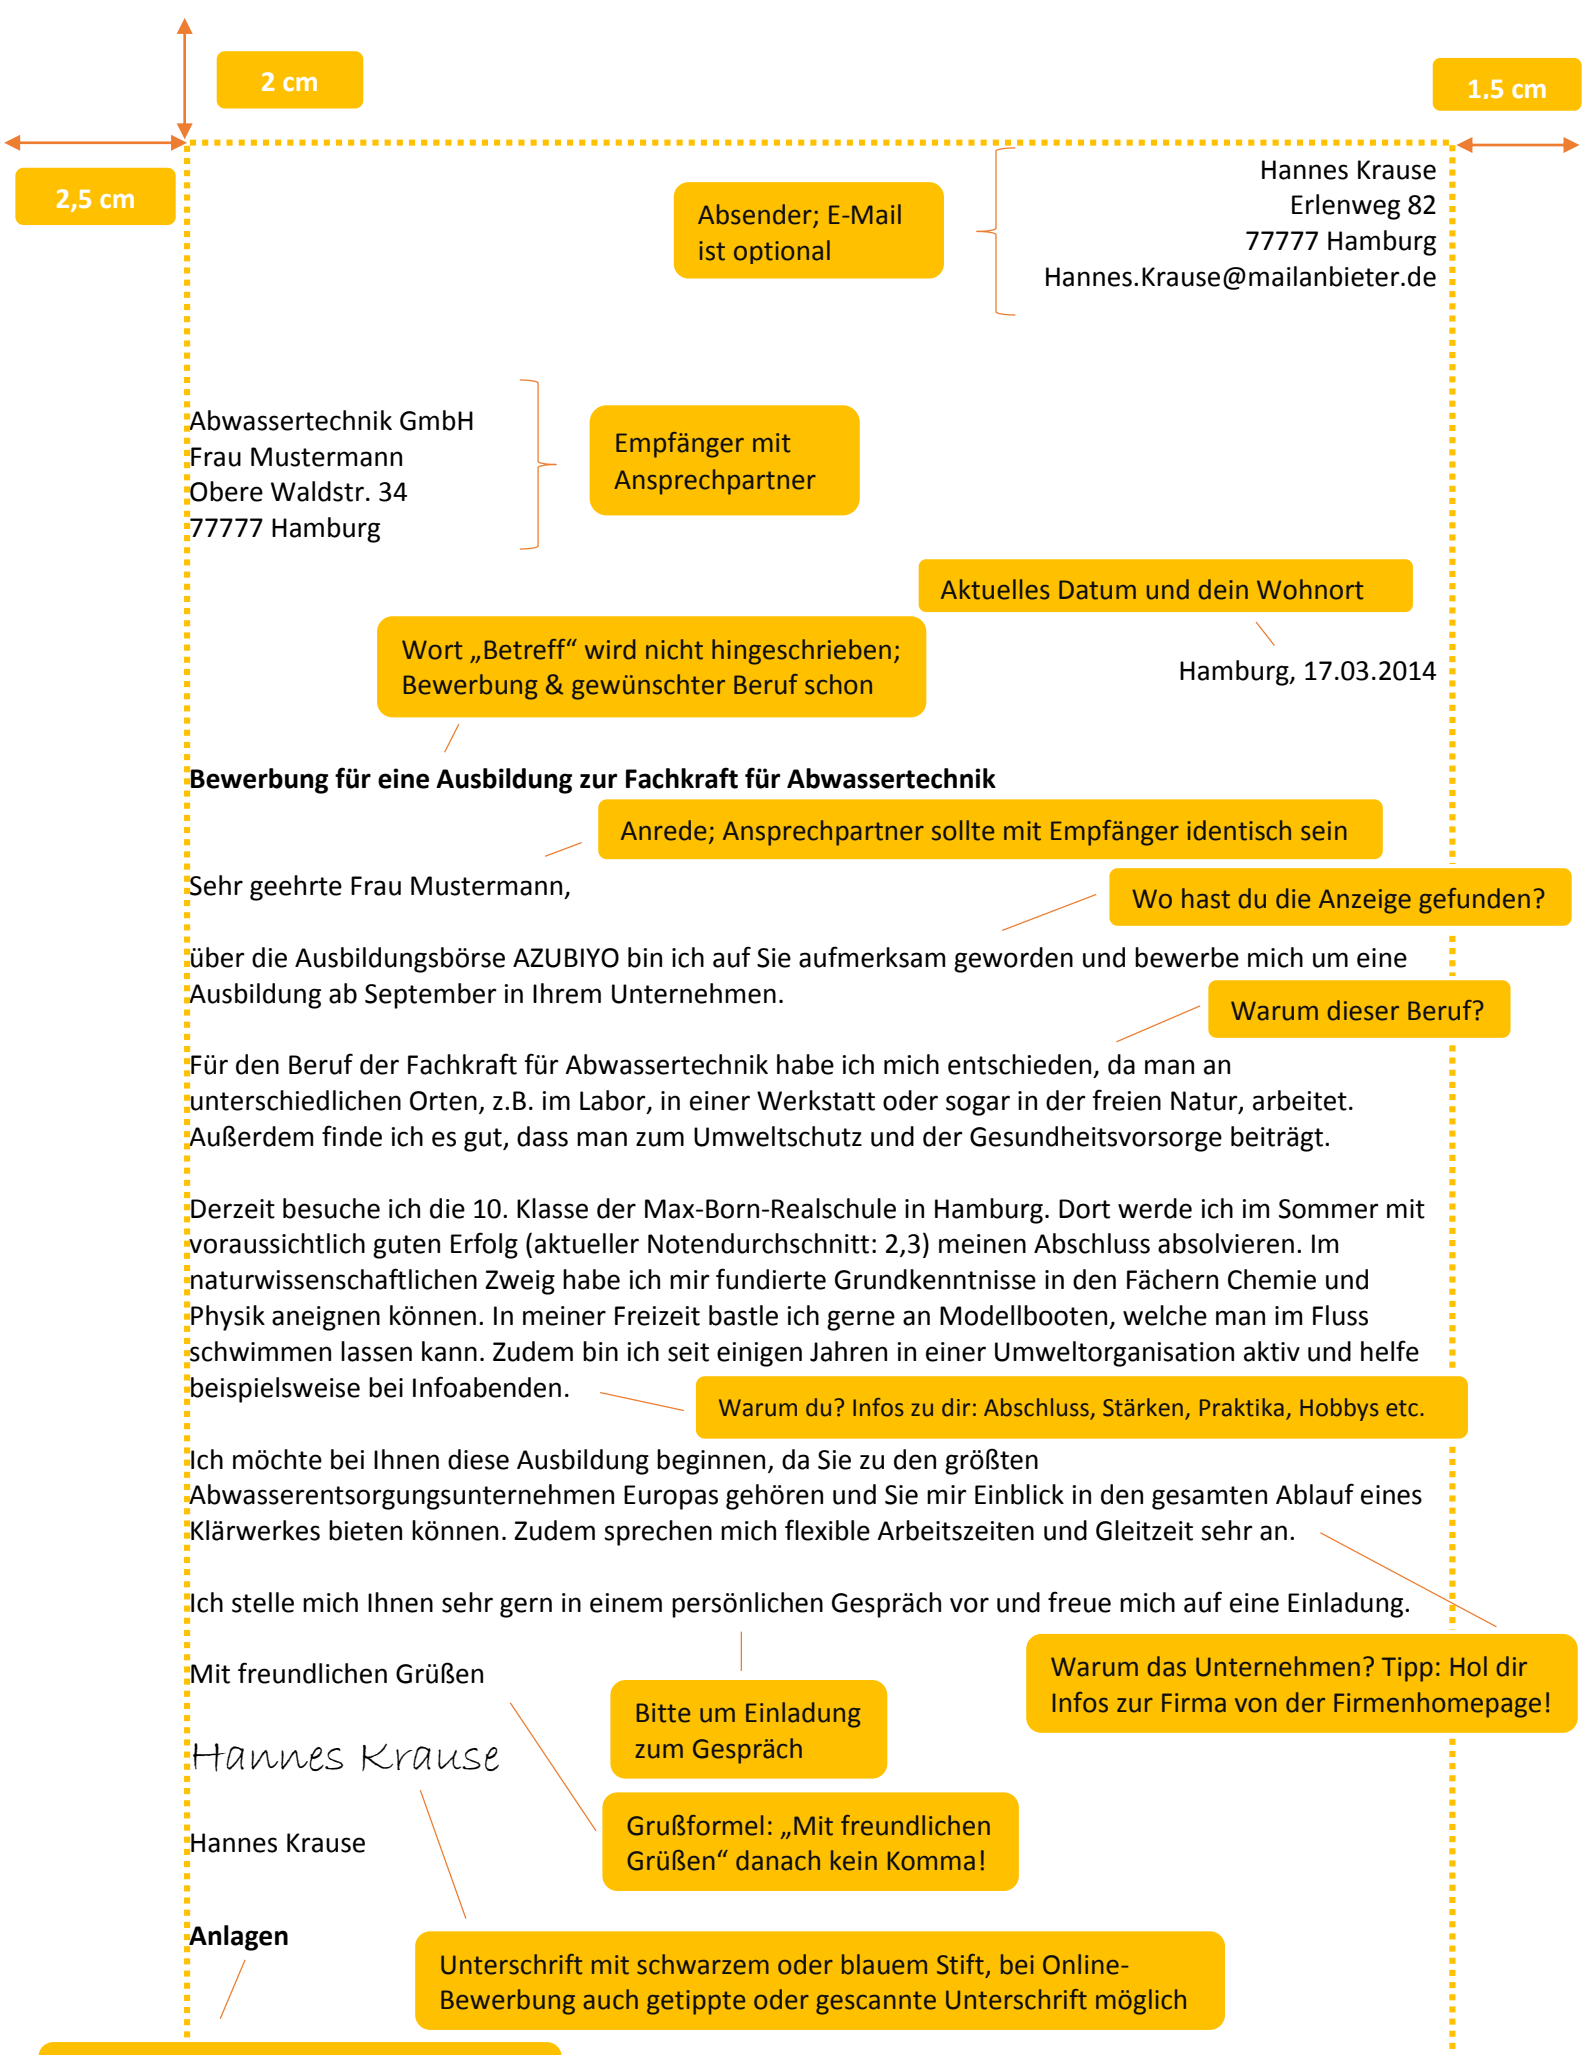 2 cm
1,5 cm
2,5 cm
Hannes Krause
Erlenweg 82
77777 Hamburg
Hannes.Krause@mailanbieter.de
Absender; E-Mail
ist optional
Abwassertechnik GmbH
Frau Mustermann
Obere Waldstr. 34
77777 Hamburg
Empfänger mit
Ansprechpartner
Aktuelles Datum und dein Wohnort
Wort „Betreff“ wird nicht hingeschrieben;
Bewerbung & gewünschter Beruf schon
Hamburg, 17.03.2014
Bewerbung für eine Ausbildung zur Fachkraft für Abwassertechnik
Anrede; Ansprechpartner sollte mit Empfänger identisch sein
Sehr geehrte Frau Mustermann,
Wo hast du die Anzeige gefunden?
über die Ausbildungsbörse AZUBIYO bin ich auf Sie aufmerksam geworden und bewerbe mich um eine
Ausbildung ab September in Ihrem Unternehmen.
Warum dieser Beruf?
Für den Beruf der Fachkraft für Abwassertechnik habe ich mich entschieden, da man an
unterschiedlichen Orten, z.B. im Labor, in einer Werkstatt oder sogar in der freien Natur, arbeitet.
Außerdem finde ich es gut, dass man zum Umweltschutz und der Gesundheitsvorsorge beiträgt.
Derzeit besuche ich die 10. Klasse der Max-Born-Realschule in Hamburg. Dort werde ich im Sommer mit
voraussichtlich guten Erfolg (aktueller Notendurchschnitt: 2,3) meinen Abschluss absolvieren. Im
naturwissenschaftlichen Zweig habe ich mir fundierte Grundkenntnisse in den Fächern Chemie und
Physik aneignen können. In meiner Freizeit bastle ich gerne an Modellbooten, welche man im Fluss
schwimmen lassen kann. Zudem bin ich seit einigen Jahren in einer Umweltorganisation aktiv und helfe
beispielsweise bei Infoabenden.
Warum du? Infos zu dir: Abschluss, Stärken, Praktika, Hobbys etc.
Ich möchte bei Ihnen diese Ausbildung beginnen, da Sie zu den größten
Abwasserentsorgungsunternehmen Europas gehören und Sie mir Einblick in den gesamten Ablauf eines
Klärwerkes bieten können. Zudem sprechen mich flexible Arbeitszeiten und Gleitzeit sehr an.
Ich stelle mich Ihnen sehr gern in einem persönlichen Gespräch vor und freue mich auf eine Einladung.
Warum das Unternehmen? Tipp: Hol dir
Infos zur Firma von der Firmenhomepage!
Mit freundlichen Grüßen
Bitte um Einladung
zum Gespräch
Hannes Krause
Grußformel: „Mit freundlichen
Grüßen“ danach kein Komma!
Hannes Krause
Anlagen
Unterschrift mit schwarzem oder blauem Stift, bei Online-
Bewerbung auch getippte oder gescannte Unterschrift möglich